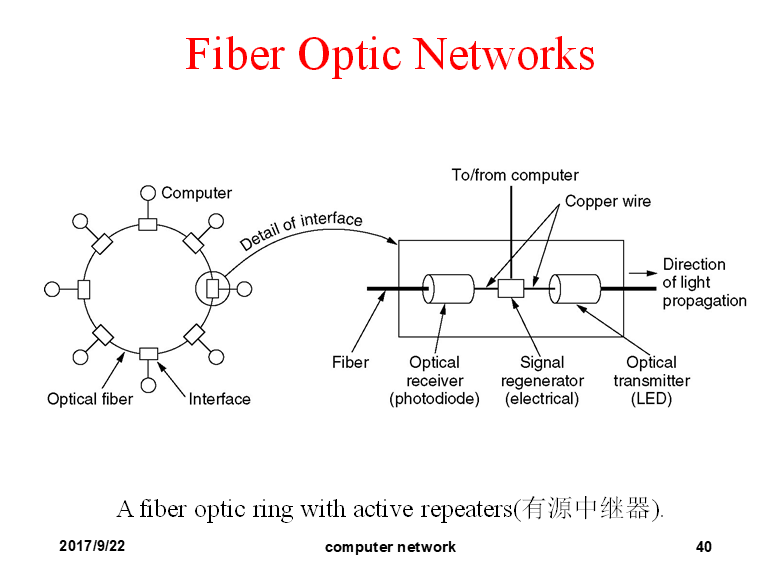 Fiber Optic Networks
To/from computer
Computer
Copper wire
Detail of interface
Direction
of light
propagation
Fiber
Optical
receiver
(photodiode)
Signal
regenerator
(electrical)
Optical
transmitter
(LED)
Optical fiber
Interface
A fiber optic ring with active repeaters(有源中继器).
2017/9/22
computer network
40